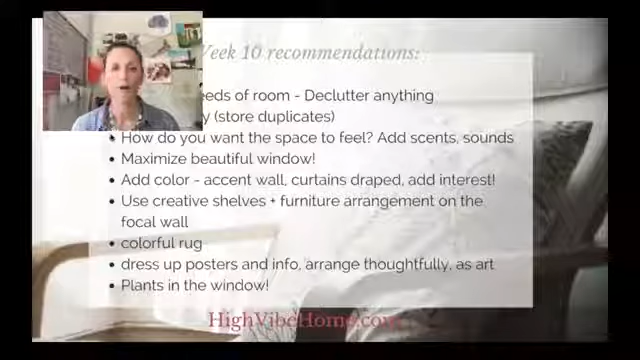 Week 10 recommendations:
eeds of room - Declutter anything
y (store duplicates)
• How do you want the space to feel? Add scents, sounds
• Maximize beautiful window!
• Add color - accent wall, curtains draped, add interest!
• Use creative shelves + furniture arrangement on the
focal wall
• colorful rug
• dress up posters and info, arrange thoughtfully, as art
• Plants in the window!
HighVibeHome.com